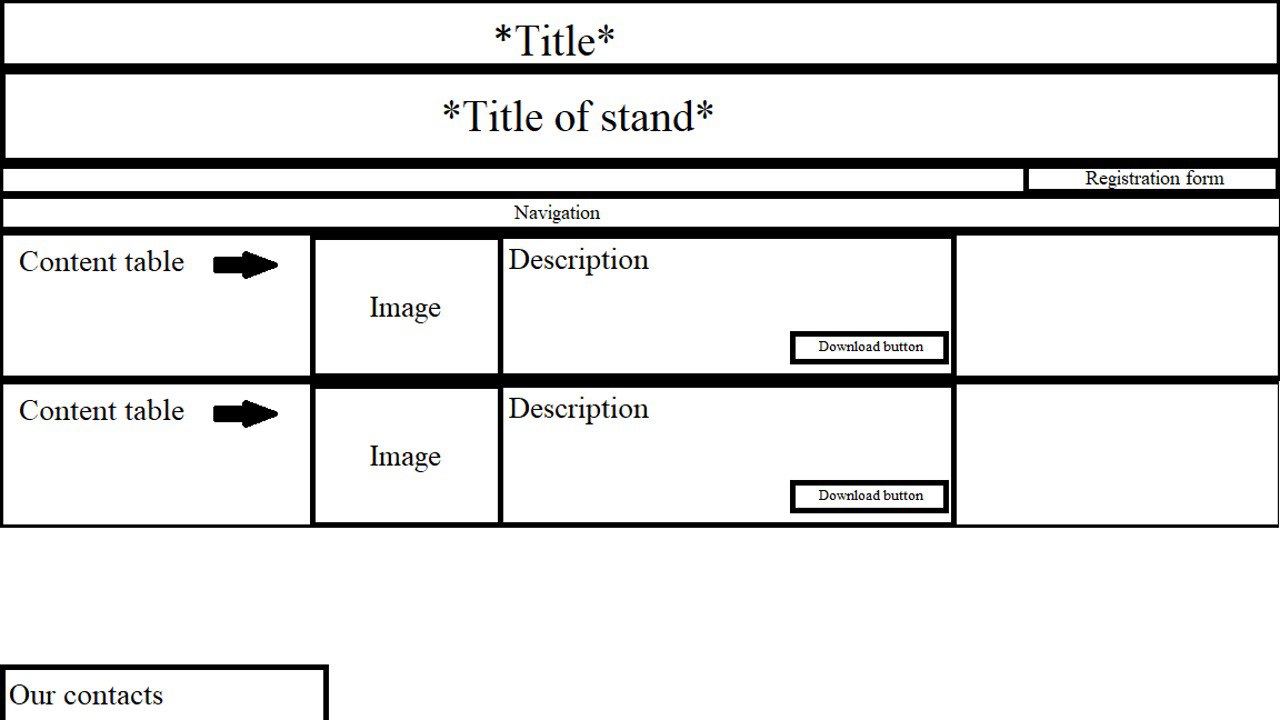 *Title*
*Title of stand*
Registration form
Navigation
Content table
Image
Description
Download button
Content table
Image
Description
Download button
Our contacts